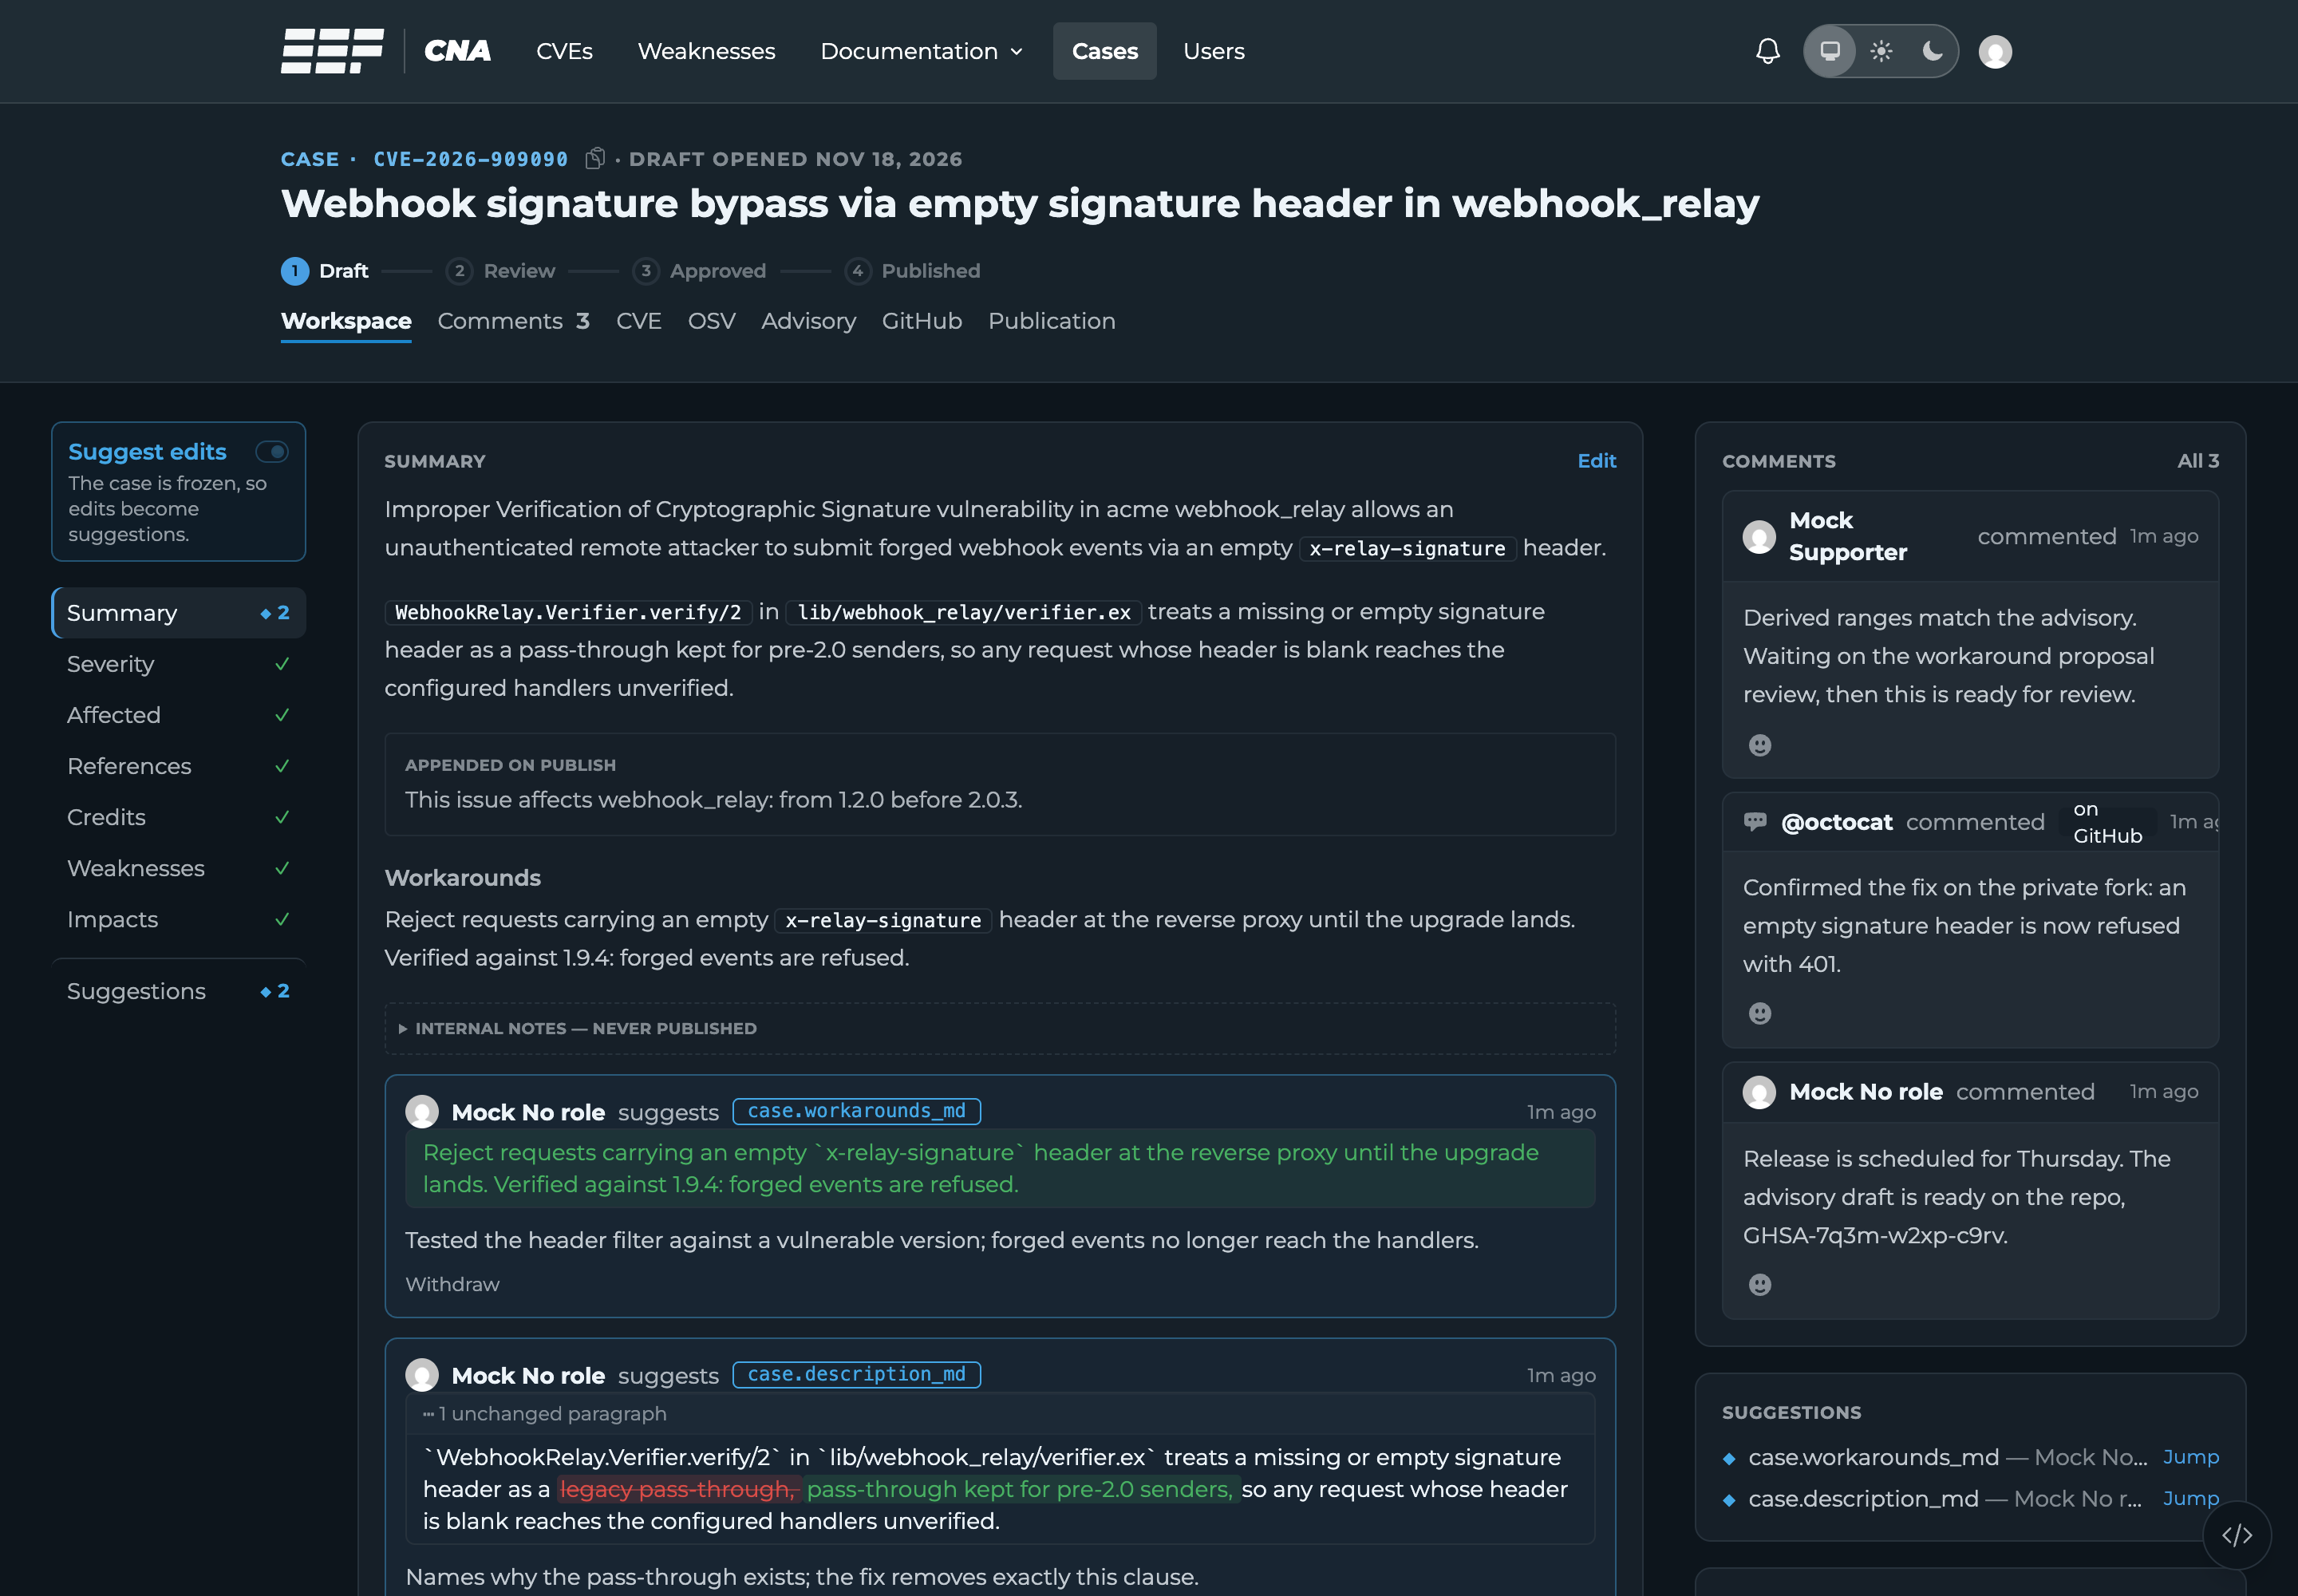 CNA
CVEs
Weaknesses
Documentation
Cases
Users
CASE · CVE-2026-909090 · DRAFT OPENED NOV 18, 2026
Webhook signature bypass via empty signature header in webhook_relay
1 Draft
2 Review
3 Approved
4 Published
Workspace
Comments 3
CVE
OSV
Advisory
GitHub
Publication
Suggest edits
The case is frozen, so
edits become
suggestions.
Summary 2
Severity
Affected
References
Credits
Weaknesses
Impacts
Suggestions 2
SUMMARY
Edit
Improper Verification of Cryptographic Signature vulnerability in acme webhook_relay allows an
unauthenticated remote attacker to submit forged webhook events via an empty x-relay-signature header.
WebhookRelay.Verifier.verify/2 in lib/webhook_relay/verifier.ex treats a missing or empty signature
header as a pass-through kept for pre-2.0 senders, so any request whose header is blank reaches the
configured handlers unverified.
APPENDED ON PUBLISH
This issue affects webhook_relay: from 1.2.0 before 2.0.3.
Workarounds
Reject requests carrying an empty x-relay-signature header at the reverse proxy until the upgrade lands.
Verified against 1.9.4: forged events are refused.
INTERNAL NOTES — NEVER PUBLISHED
Mock No role suggests case.workarounds_md 1m ago
Reject requests carrying an empty `x-relay-signature` header at the reverse proxy until the upgrade
lands. Verified against 1.9.4: forged events are refused.
Tested the header filter against a vulnerable version; forged events no longer reach the handlers.
Withdraw
Mock No role suggests case.description_md 1m ago
⋯ 1 unchanged paragraph
`WebhookRelay.Verifier.verify/2` in `lib/webhook_relay/verifier.ex` treats a missing or empty signature
header as a legacy pass-through, pass-through kept for pre-2.0 senders, so any request whose header
is blank reaches the configured handlers unverified.
Names why the pass-through exists; the fix removes exactly this clause.
COMMENTS
All 3
Mock
Supporter
commented 1m ago
Derived ranges match the advisory.
Waiting on the workaround proposal
review, then this is ready for review.
@octocat commented
on
GitHub
1m ag
Confirmed the fix on the private fork: an
empty signature header is now refused
with 401.
Mock No role commented 1m ago
Release is scheduled for Thursday. The
advisory draft is ready on the repo,
GHSA-7q3m-w2xp-c9rv.
SUGGESTIONS
case.workarounds_md — Mock No... Jump
case.description_md — Mock No r... Jump